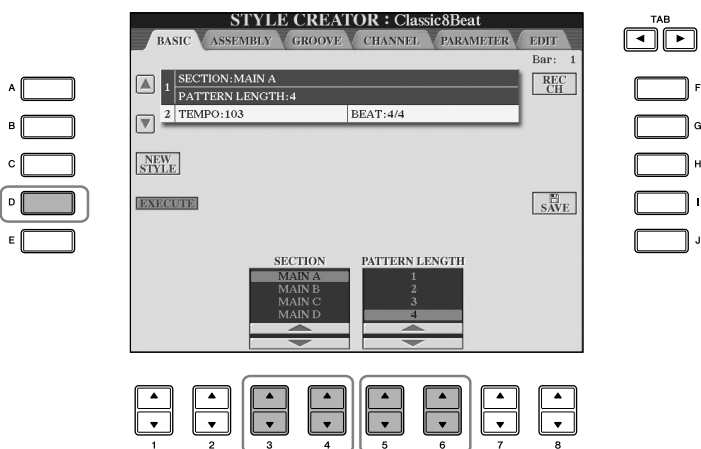 STYLE CREATOR : Classic8Beat
TAB
BASIC ASSEMBLY GROOVE CHANNEL PARAMETER EDIT
Bar: 1
A
1 SECTION:MAIN A
PATTERN LENGTH:4
REC
CH
F
B
2 TEMPO:103 BEAT:4/4
G
C
NEW
STYLE
H
D
EXECUTE
SAVE
I
E
J
SECTION PATTERN LENGTH
MAIN A 1
MAIN B 2
MAIN C 3
MAIN D 4
1 2 3 4 5 6 7 8